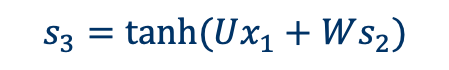 s₃ = tanh(Ux₁ + Ws₂)